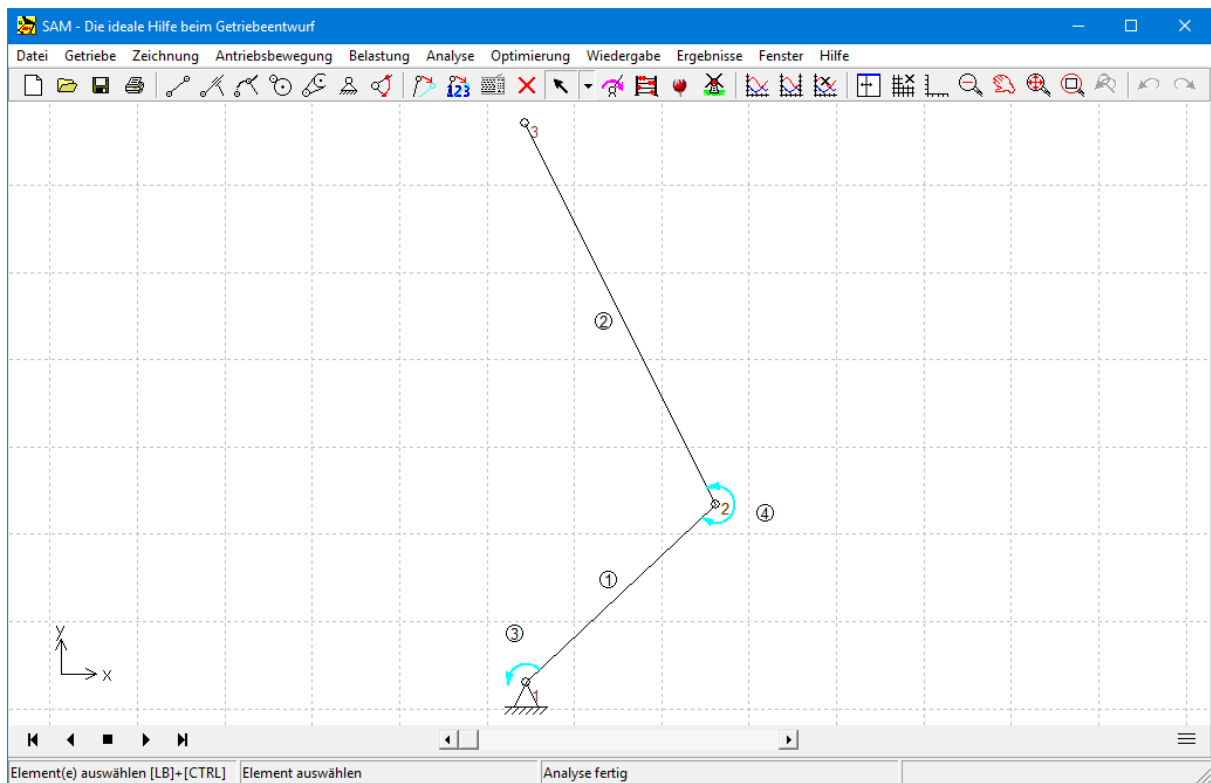 SAM - Die ideale Hilfe beim Getriebeentwurf
Datei Getriebe Zeichnung Antriebsbewegung Belastung Analyse Optimierung Wiedergabe Ergebnisse Fenster Hilfe
123
3
②
2
④
①
③
y
x
1
Element(e) auswählen [LB]+[CTRL] Element auswählen Analyse fertig